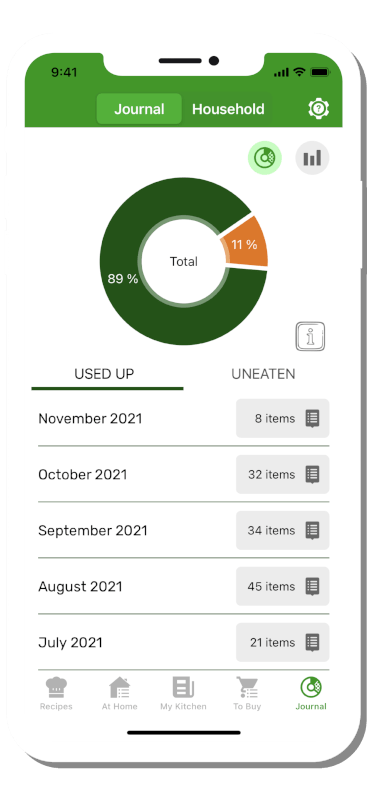 9:41
Journal Household
11 %
Total
89 %
USED UP UNEATEN
November 2021 8 items
October 2021 32 items
September 2021 34 items
August 2021 45 items
July 2021 21 items
Recipes At Home My Kitchen To Buy Journal